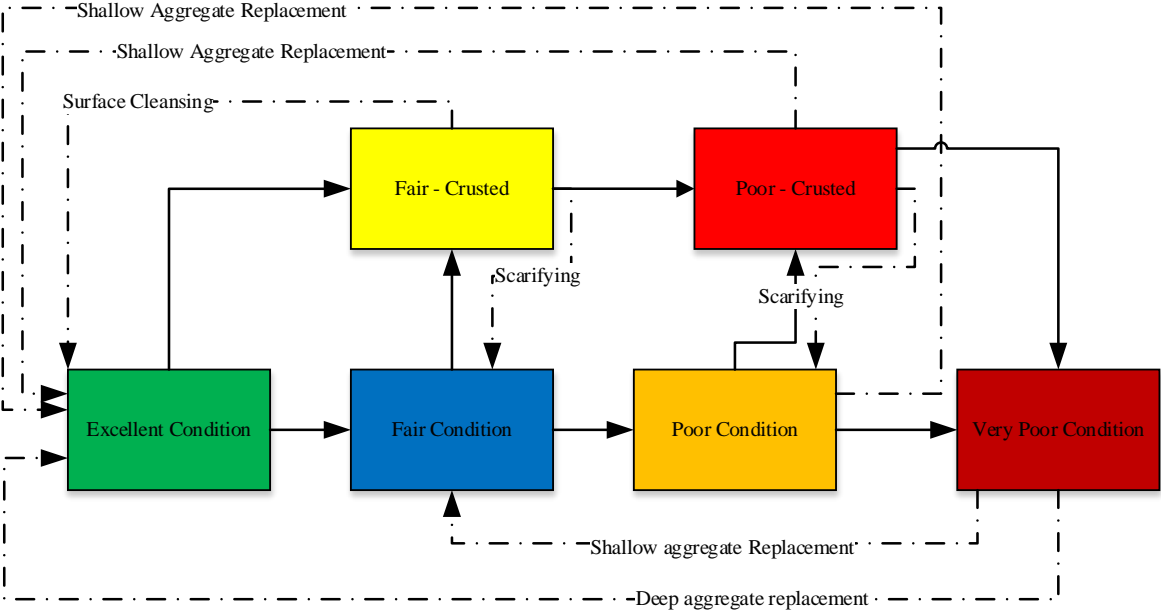 Shallow Aggregate Replacement
Shallow Aggregate Replacement
Surface Cleansing
Fair - Crusted
Poor - Crusted
Scarifying
Scarifying
Excellent Condition
Fair Condition
Poor Condition
Very Poor Condition
Shallow aggregate Replacement
Deep aggregate replacement